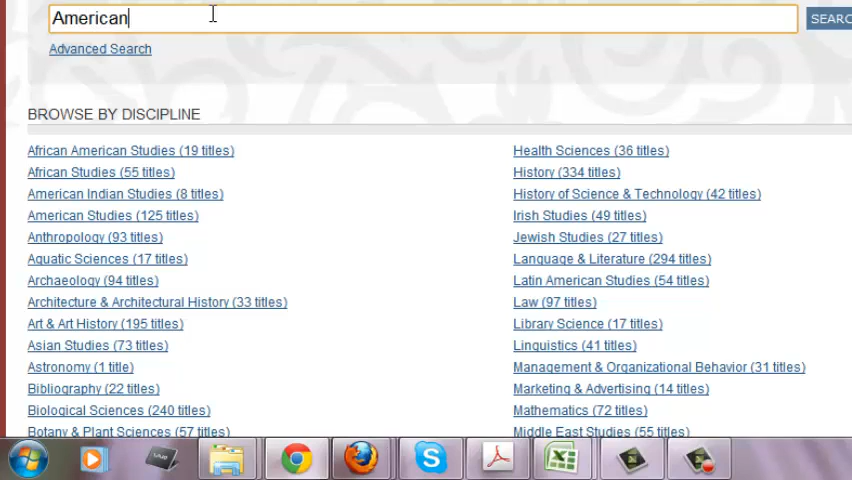 American
SEARC
Advanced Search
BROWSE BY DISCIPLINE
African American Studies (19 titles)
African Studies (55 titles)
American Indian Studies (8 titles)
American Studies (125 titles)
Anthropology (93 titles)
Aquatic Sciences (17 titles)
Archaeology (94 titles)
Architecture & Architectural History (33 titles)
Art & Art History (195 titles)
Asian Studies (73 titles)
Astronomy (1 title)
Bibliography (22 titles)
Biological Sciences (240 titles)
Botany & Plant Sciences (57 titles)
Health Sciences (36 titles)
History (334 titles)
History of Science & Technology (42 titles)
Irish Studies (49 titles)
Jewish Studies (27 titles)
Language & Literature (294 titles)
Latin American Studies (54 titles)
Law (97 titles)
Library Science (17 titles)
Linguistics (41 titles)
Management & Organizational Behavior (31 titles)
Marketing & Advertising (14 titles)
Mathematics (72 titles)
Middle East Studies (55 titles)
VAIO